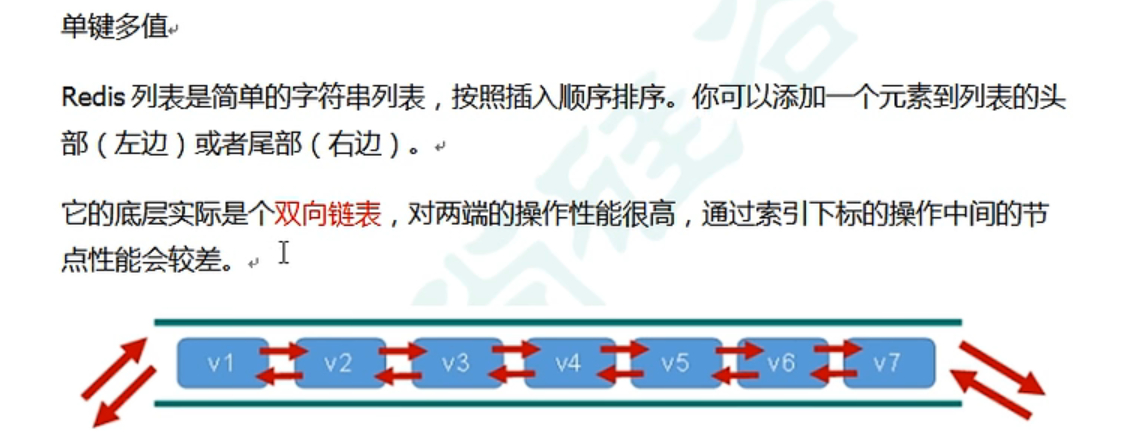 单键多值
Redis 列表是简单的字符串列表，按照插入顺序排序。你可以添加一个元素到列表的头
部（左边）或者尾部（右边）。
它的底层实际是个双向链表，对两端的操作性能很高，通过索引下标的操作中间的节
点性能会较差。
v1 v2 v3 v4 v5 v6 v7
尚硅谷